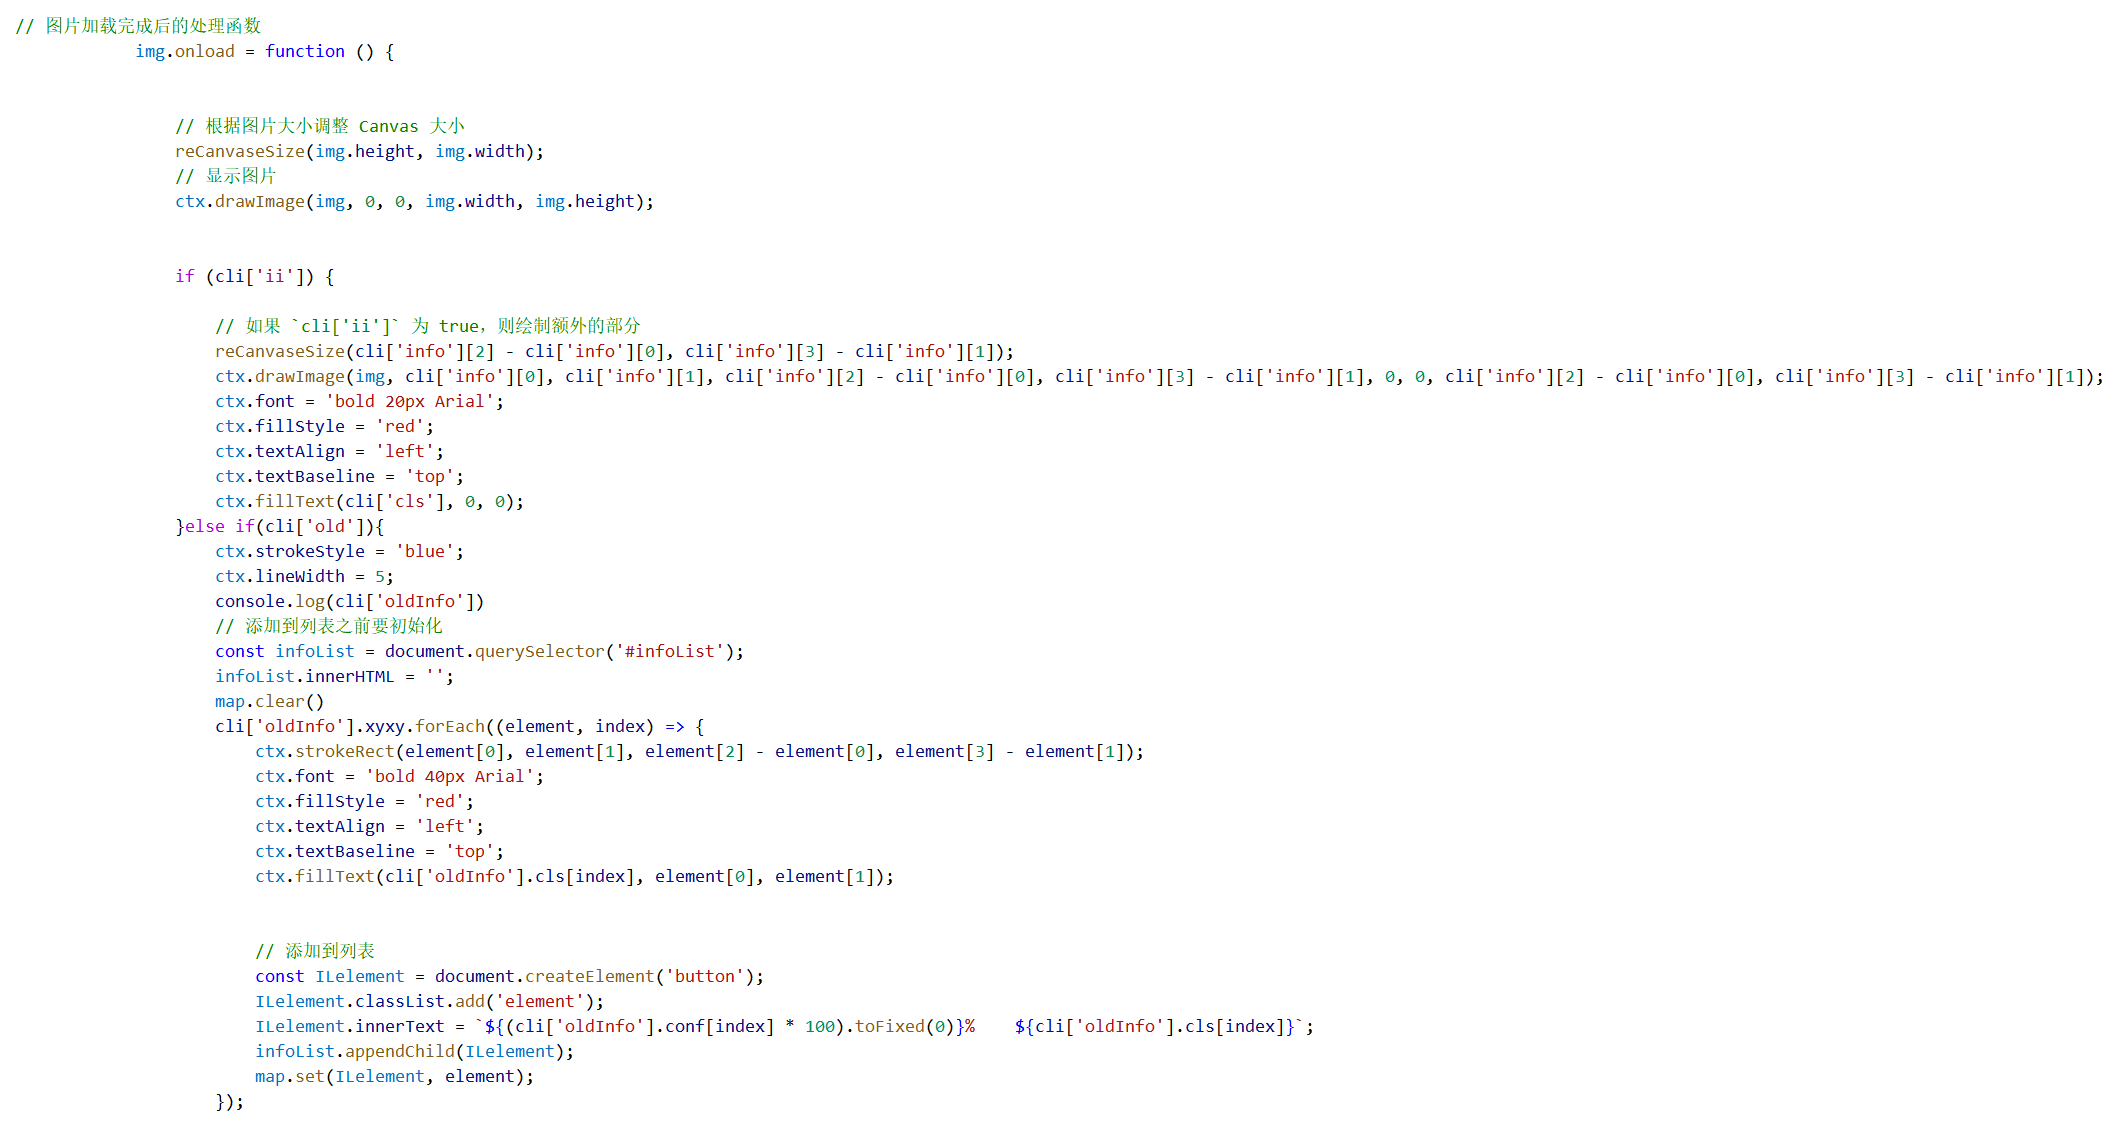 // 图片加载完成后的处理函数
img.onload = function () {
// 根据图片大小调整 Canvas 大小
reCanvaseSize(img.height, img.width);
// 显示图片
ctx.drawImage(img, 0, 0, img.width, img.height);
if (cli['ii']) {
// 如果 `cli['ii']` 为 true，则绘制额外的部分
reCanvaseSize(cli['info'][2] - cli['info'][0], cli['info'][3] - cli['info'][1]);
ctx.drawImage(img, cli['info'][0], cli['info'][1], cli['info'][2] - cli['info'][0], cli['info'][3] - cli['info'][1], 0, 0, cli['info'][2] - cli['info'][0], cli['info'][3] - cli['info'][1]);
ctx.font = 'bold 20px Arial';
ctx.fillStyle = 'red';
ctx.textAlign = 'left';
ctx.textBaseline = 'top';
ctx.fillText(cli['cls'], 0, 0);
}else if(cli['old']){
ctx.strokeStyle = 'blue';
ctx.lineWidth = 5;
console.log(cli['oldInfo'])
// 添加到列表之前要初始化
const infoList = document.querySelector('#infoList');
infoList.innerHTML = '';
map.clear()
cli['oldInfo'].xyxy.forEach((element, index) => {
ctx.strokeRect(element[0], element[1], element[2] - element[0], element[3] - element[1]);
ctx.font = 'bold 40px Arial';
ctx.fillStyle = 'red';
ctx.textAlign = 'left';
ctx.textBaseline = 'top';
ctx.fillText(cli['oldInfo'].cls[index], element[0], element[1]);
// 添加到列表
const ILelement = document.createElement('button');
ILelement.classList.add('element');
ILelement.innerText = `${(cli['oldInfo'].conf[index] * 100).toFixed(0)}%    ${cli['oldInfo'].cls[index]}`;
infoList.appendChild(ILelement);
map.set(ILelement, element);
});